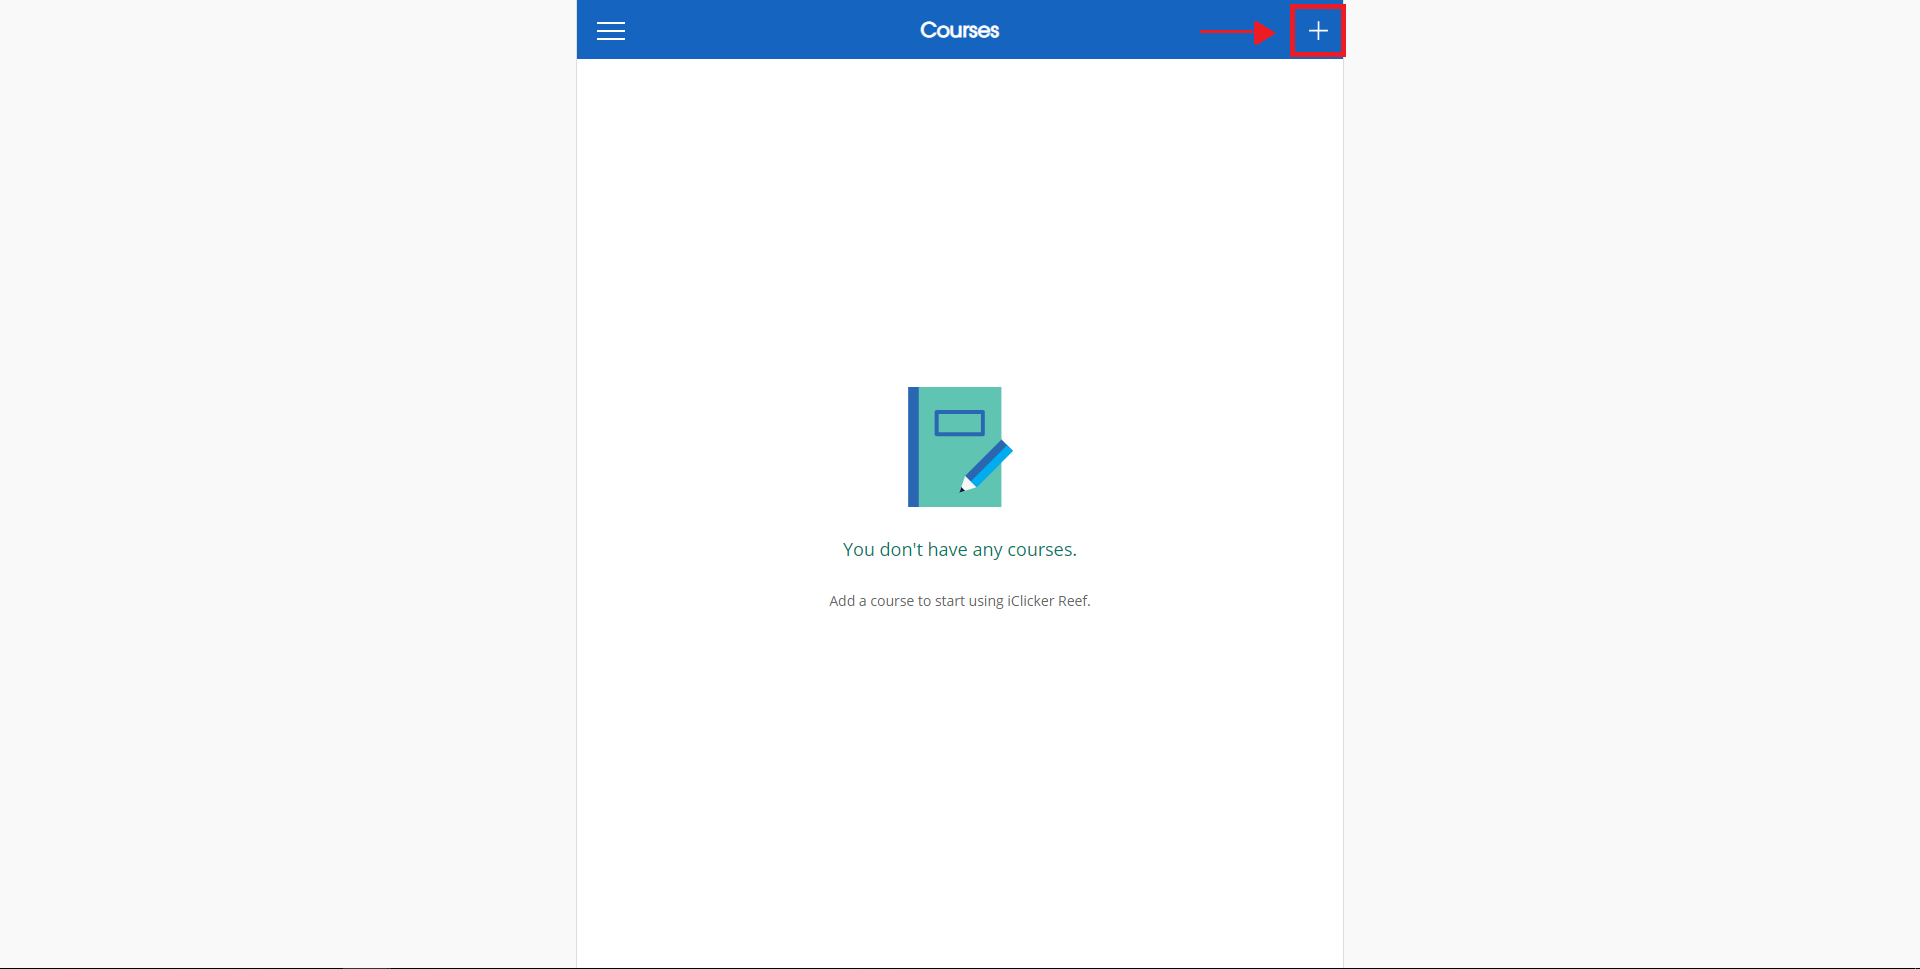 Courses
You don't have any courses.
Add a course to start using iClicker Reef.